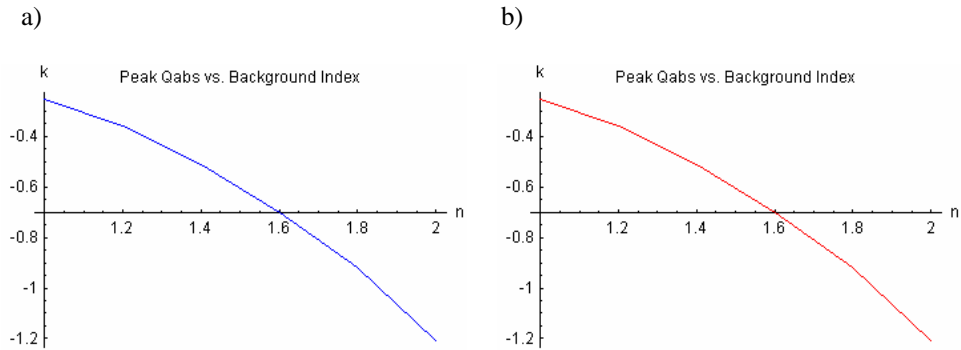 a)
k
Peak Qabs vs. Background Index
-0.4
-0.6
-0.8
-1
-1.2
1.2 1.4 1.6 1.8 2 n
b)
k
Peak Qabs vs. Background Index
-0.4
-0.6
-0.8
-1
-1.2
1.2 1.4 1.6 1.8 2 n